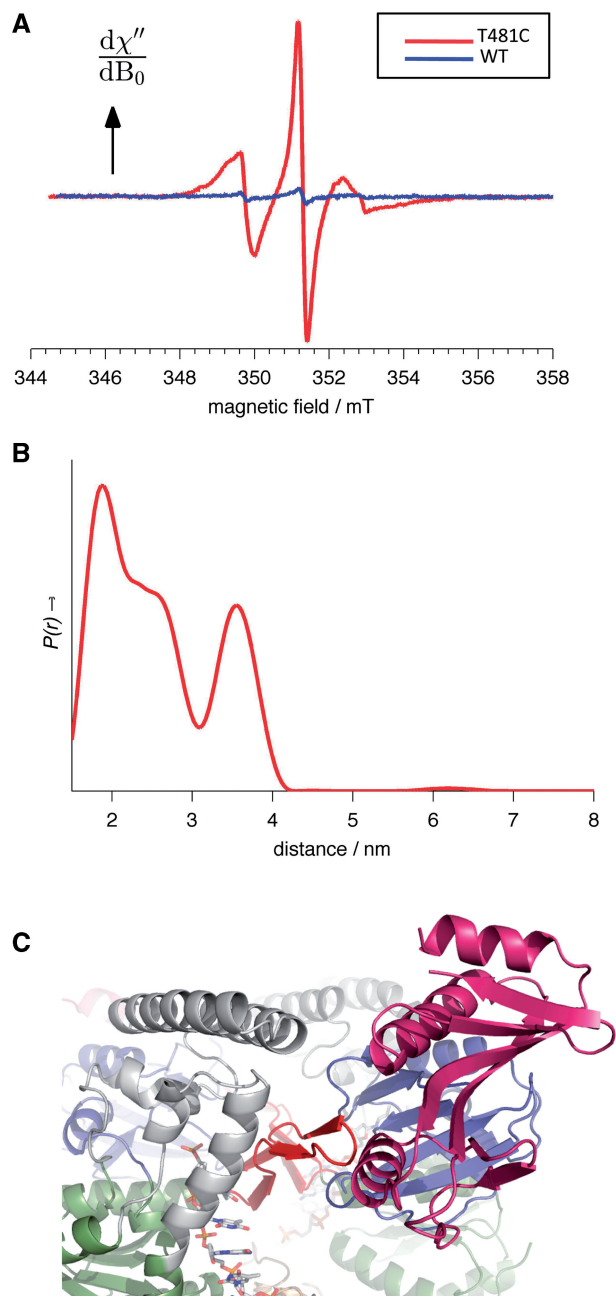 A
dχ″
dB₀
T481C
WT
344 346 348 350 352 354 356 358
magnetic field / mT
B
P(r) →
2 3 4 5 6 7 8
distance / nm
C